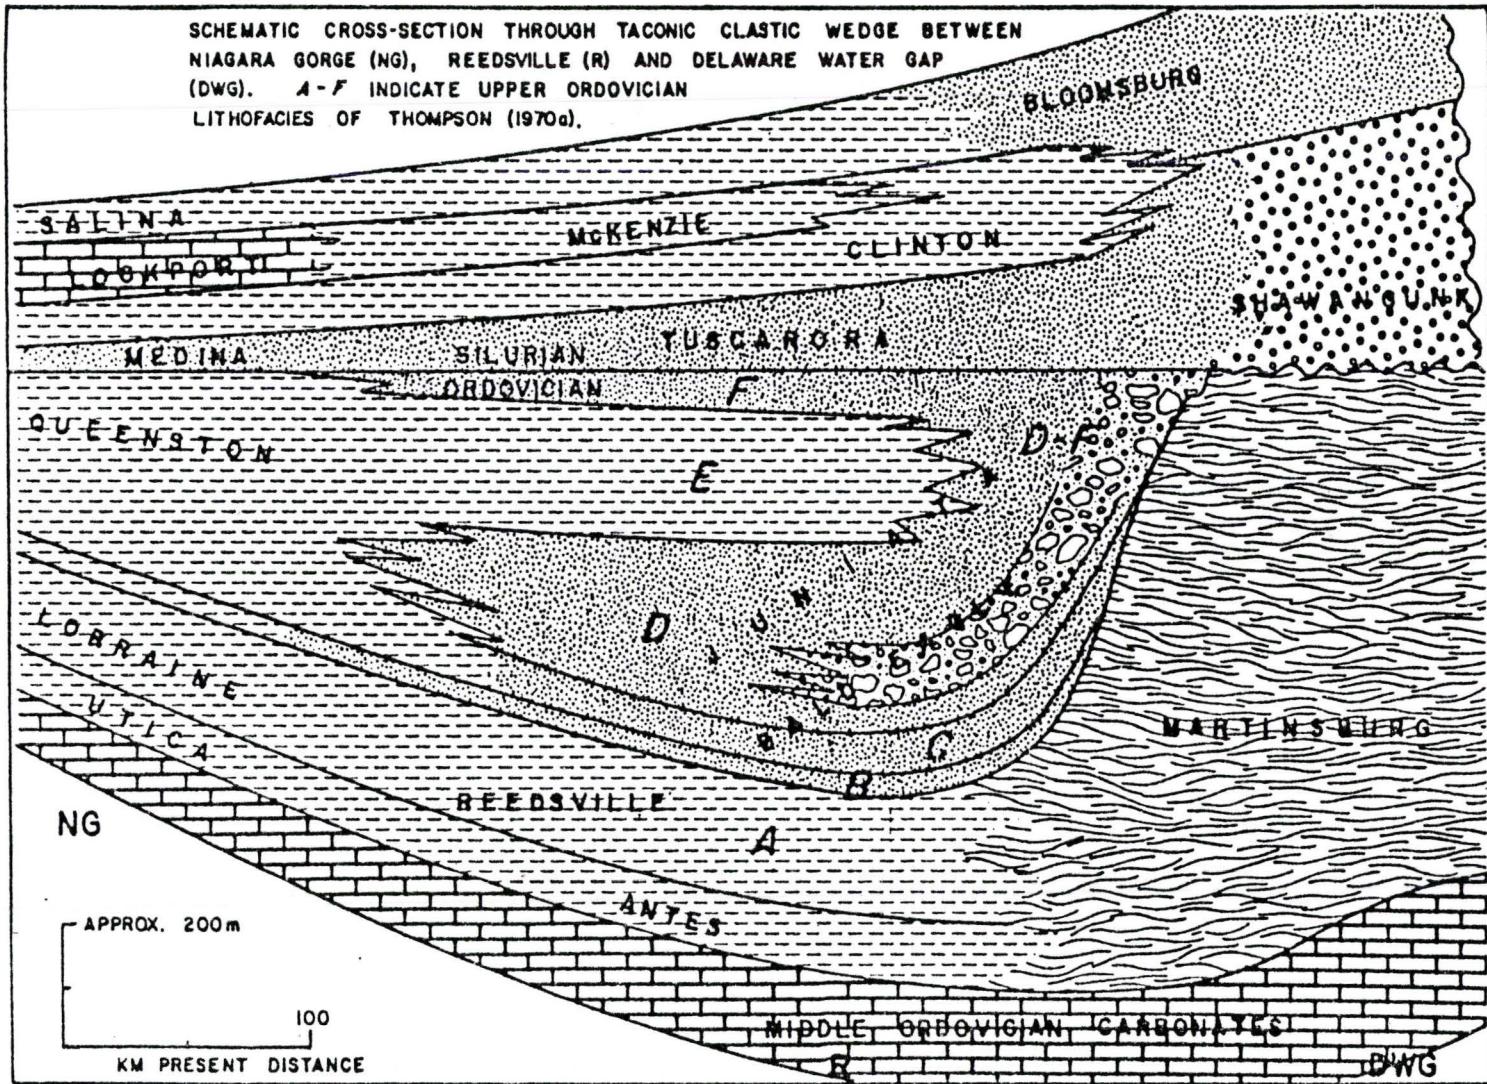 SCHEMATIC CROSS-SECTION THROUGH TACONIC CLASTIC WEDGE BETWEEN
NIAGARA GORGE (NG), REEDSVILLE (R) AND DELAWARE WATER GAP
(DWG). A-F INDICATE UPPER ORDOVICIAN
LITHOFACIES OF THOMPSON (1970a).
BLOOMSBURG
SALINA
McKENZIE
CLINTON
LOCKPORT
SHAWANGUNK
TUSCARORA
MEDINA
SILURIAN
ORDOVICIAN
F
QUEENSTON
D-F
E
D
JUN
BAL
C
B
LORRAINE
UTICA
MARTINSBURG
REEDSVILLE
A
NG
ANTES
APPROX. 200m
100
KM PRESENT DISTANCE
MIDDLE ORDOVICIAN CARBONATES
R
DWG